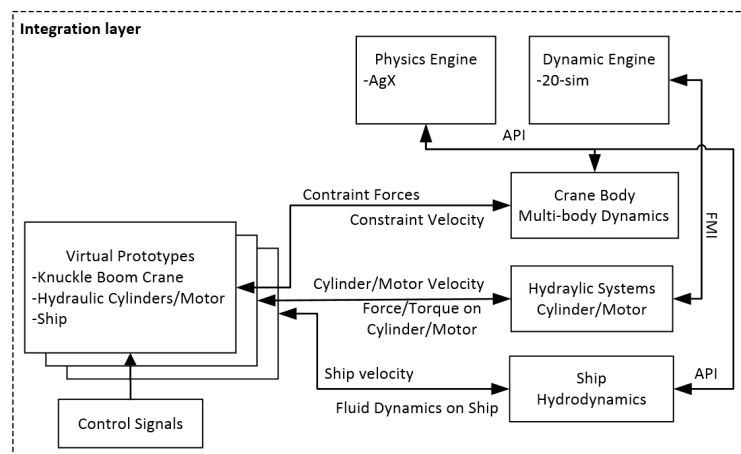 Integration layer
Physics Engine
-AgX
Dynamic Engine
-20-sim
API
Contraint Forces
Constraint Velocity
Crane Body
Multi-body Dynamics
FMI
Virtual Prototypes
-Knuckle Boom Crane
-Hydraulic Cylinders/Motor
-Ship
Cylinder/Motor Velocity
Force/Torque on
Cylinder/Motor
Hydraylic Systems
Cylinder/Motor
Ship velocity
Fluid Dynamics on Ship
Ship
Hydrodynamics
API
Control Signals